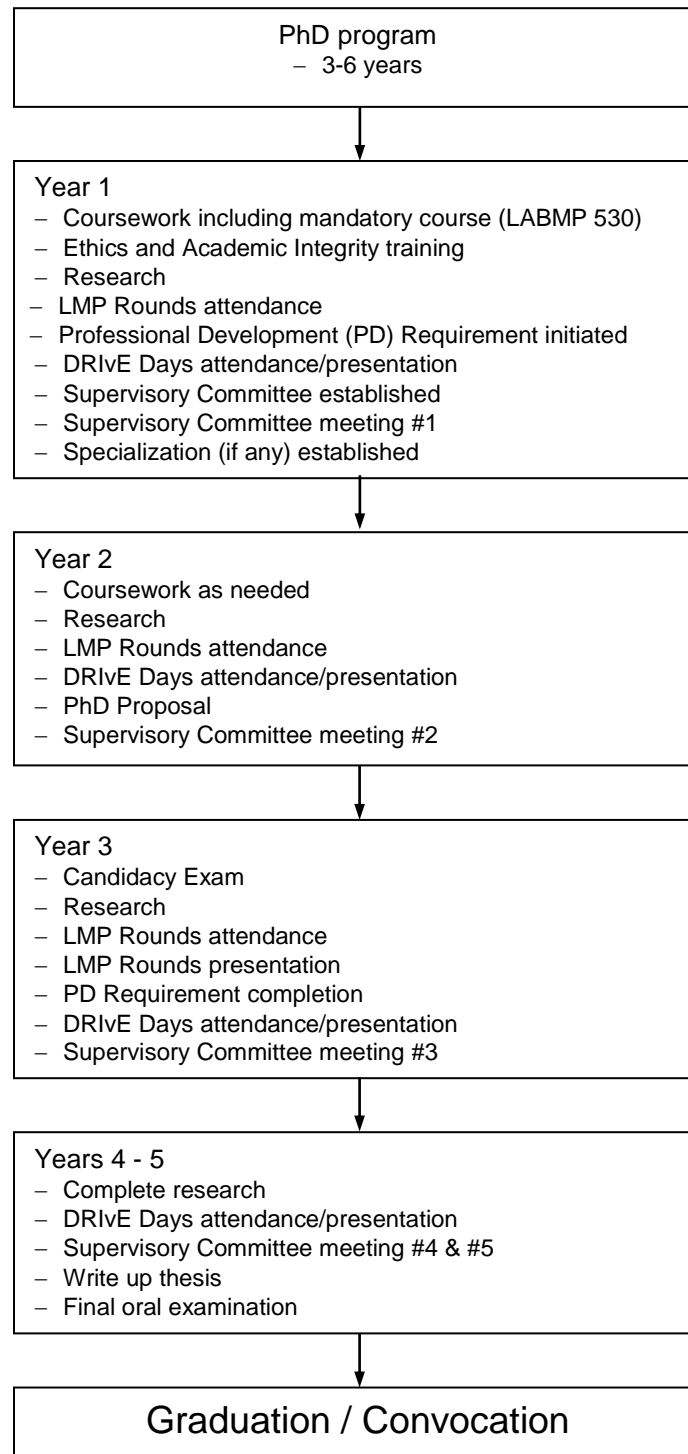 PhD program
– 3-6 years
Year 1
– Coursework including mandatory course (LABMP 530)
– Ethics and Academic Integrity training
– Research
– LMP Rounds attendance
– Professional Development (PD) Requirement initiated
– DRIvE Days attendance/presentation
– Supervisory Committee established
– Supervisory Committee meeting #1
– Specialization (if any) established
Year 2
– Coursework as needed
– Research
– LMP Rounds attendance
– DRIvE Days attendance/presentation
– PhD Proposal
– Supervisory Committee meeting #2
Year 3
– Candidacy Exam
– Research
– LMP Rounds attendance
– LMP Rounds presentation
– PD Requirement completion
– DRIvE Days attendance/presentation
– Supervisory Committee meeting #3
Years 4 - 5
– Complete research
– DRIvE Days attendance/presentation
– Supervisory Committee meeting #4 & #5
– Write up thesis
– Final oral examination
Graduation / Convocation